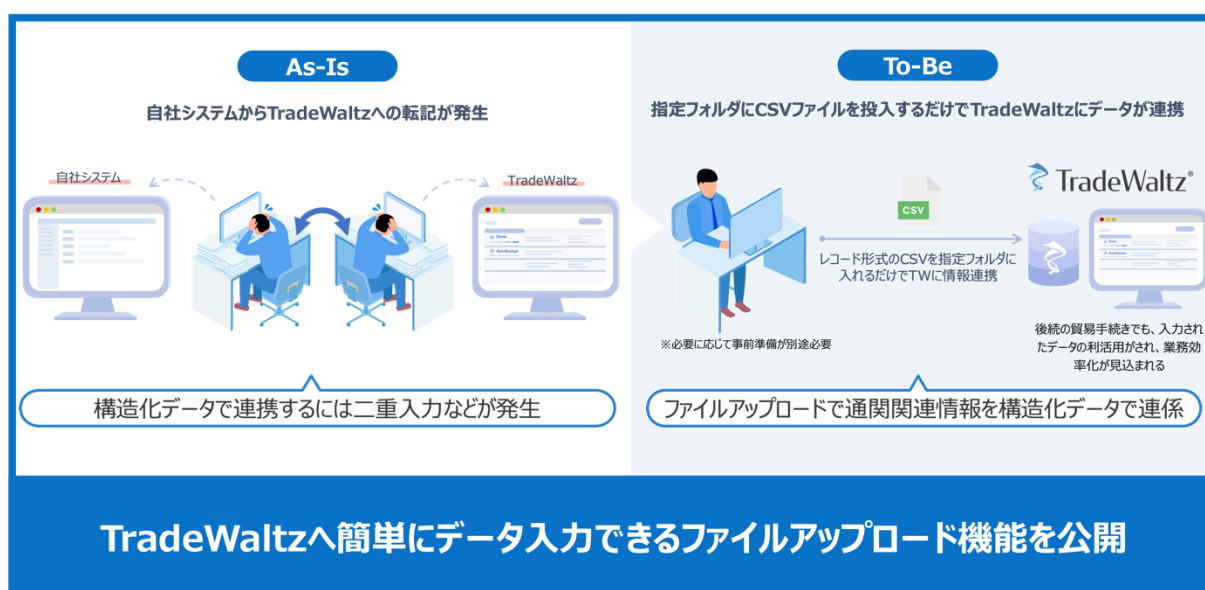 As-Is
自社システムからTradeWaltzへの転記が発生
自社システム
TradeWaltz
構造化データで連携するには二重入力などが発生
To-Be
指定フォルダにCSVファイルを投入するだけでTradeWaltzにデータが連携
CSV
TradeWaltz®
レコード形式のCSVを指定フォルダに
入れるだけでTWに情報連携
※必要に応じて事前準備が別途必要
後続の貿易手続きでも、入力され
たデータの利活用がされ、業務効
率化が見込まれる
ファイルアップロードで通関関連情報を構造化データで連係
TradeWaltzへ簡単にデータ入力できるファイルアップロード機能を公開